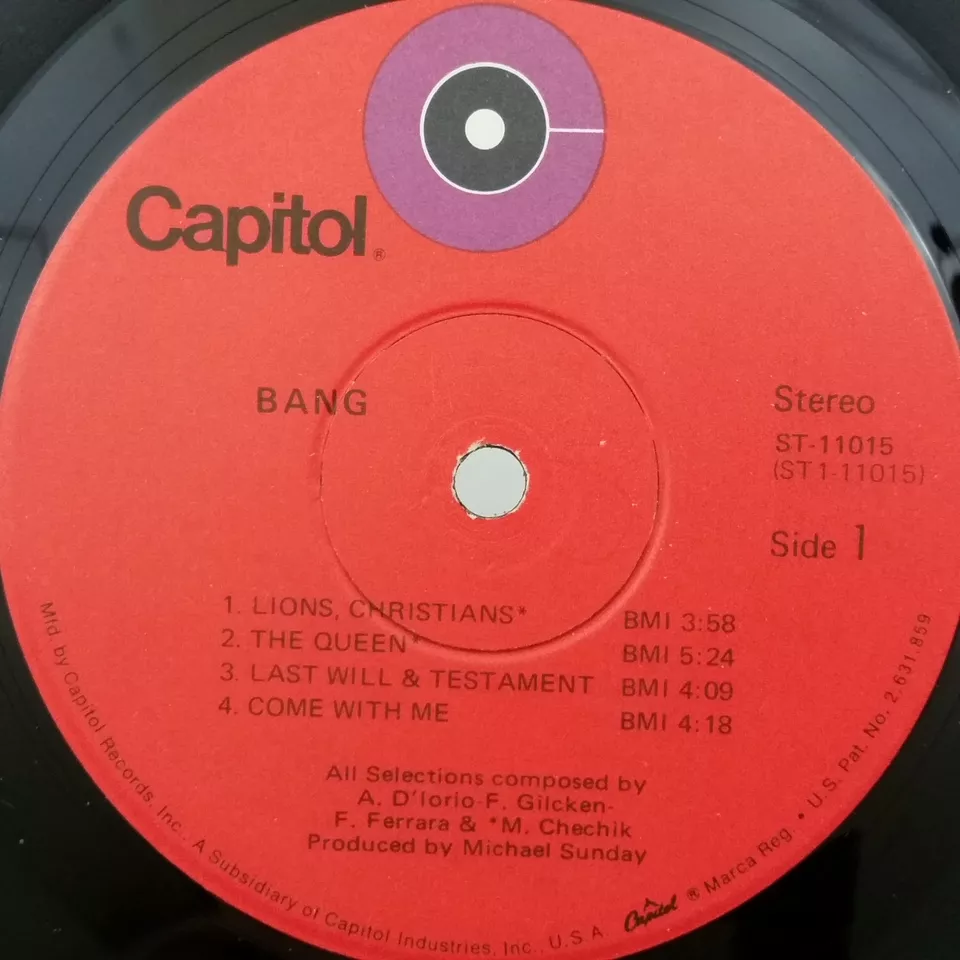 Capitol®
BANG
Stereo
ST-11015
(ST1-11015)
Side 1
1. LIONS, CHRISTIANS* BMI 3:58
2. THE QUEEN* BMI 5:24
3. LAST WILL & TESTAMENT BMI 4:09
4. COME WITH ME BMI 4:18
All Selections composed by
A. D'Iorio-F. Gilcken-
F. Ferrara & *M. Chechik
Produced by Michael Sunday
Mfd. by Capitol Records, Inc., A Subsidiary of Capitol Industries, Inc., U.S.A. Capitol ® Marca Reg. • U.S. Pat. No. 2,631,859